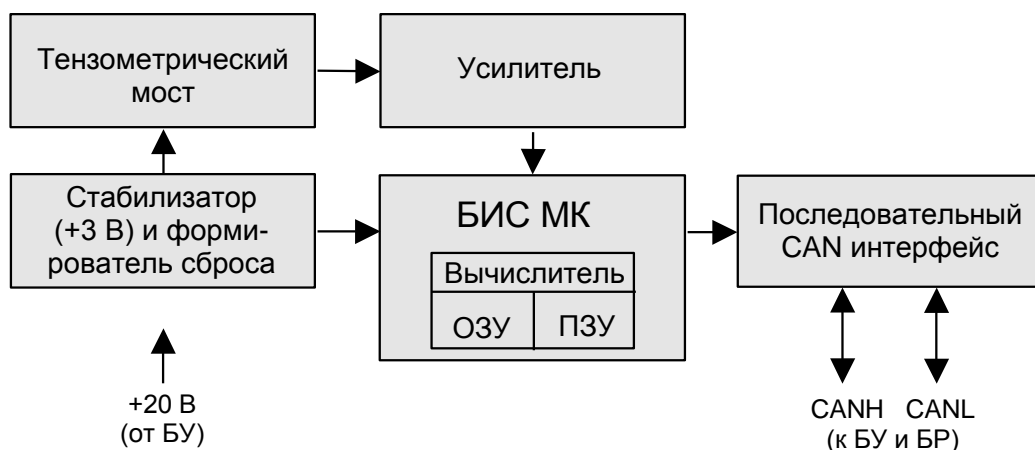 Тензометрический
мост
Усилитель
Стабилизатор
(+3 В) и форми-
рователь сброса
БИС МК
Вычислитель
ОЗУ
ПЗУ
Последовательный
CAN интерфейс
+20 В
(от БУ)
CANH CANL
(к БУ и БР)